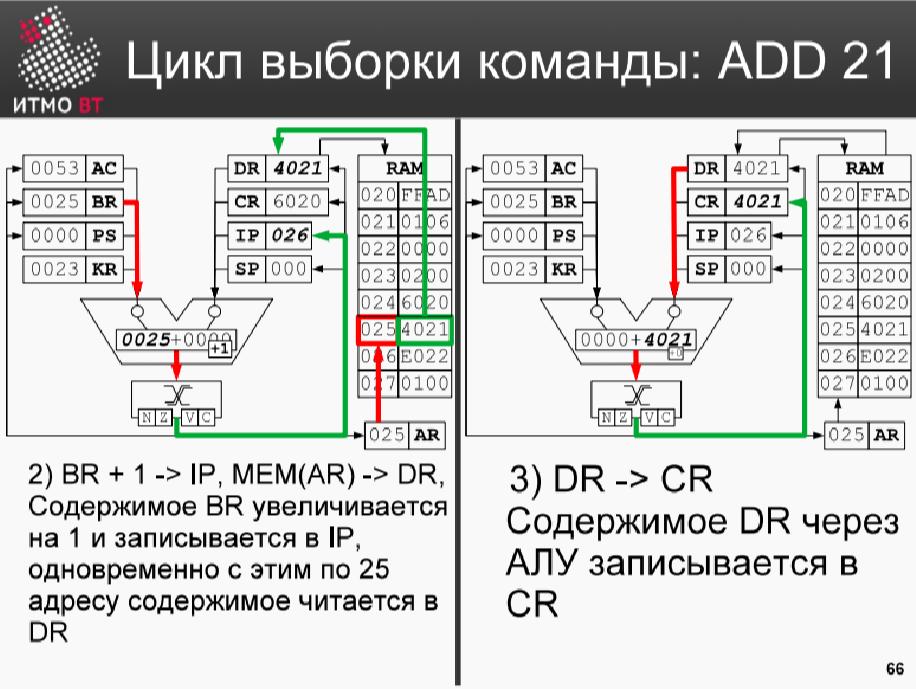 Цикл выборки команды: ADD 21
ИТМО ВТ
0053 AC
0025 BR
0000 PS
0023 KR
DR 4021
CR 6020
IP 026
SP 000
RAM
020 FFAD
021 0106
022 0000
023 0200
024 6020
025 4021
026 E022
027 0100
0025+0000
+1
N Z V C
025 AR
2) BR + 1 -> IP, MEM(AR) -> DR,
Содержимое BR увеличивается
на 1 и записывается в IP,
одновременно с этим по 25
адресу содержимое читается в
DR
0053 AC
0025 BR
0000 PS
0023 KR
DR 4021
CR 4021
IP 026
SP 000
RAM
020 FFAD
021 0106
022 0000
023 0200
024 6020
025 4021
026 E022
027 0100
0000+4021
+0
N Z V C
025 AR
3) DR -> CR
Содержимое DR через
АЛУ записывается в
CR
66